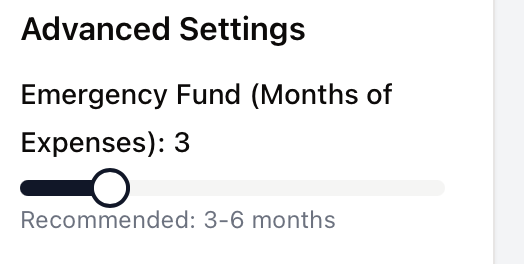 Advanced Settings
Emergency Fund (Months of
Expenses): 3
Recommended: 3-6 months